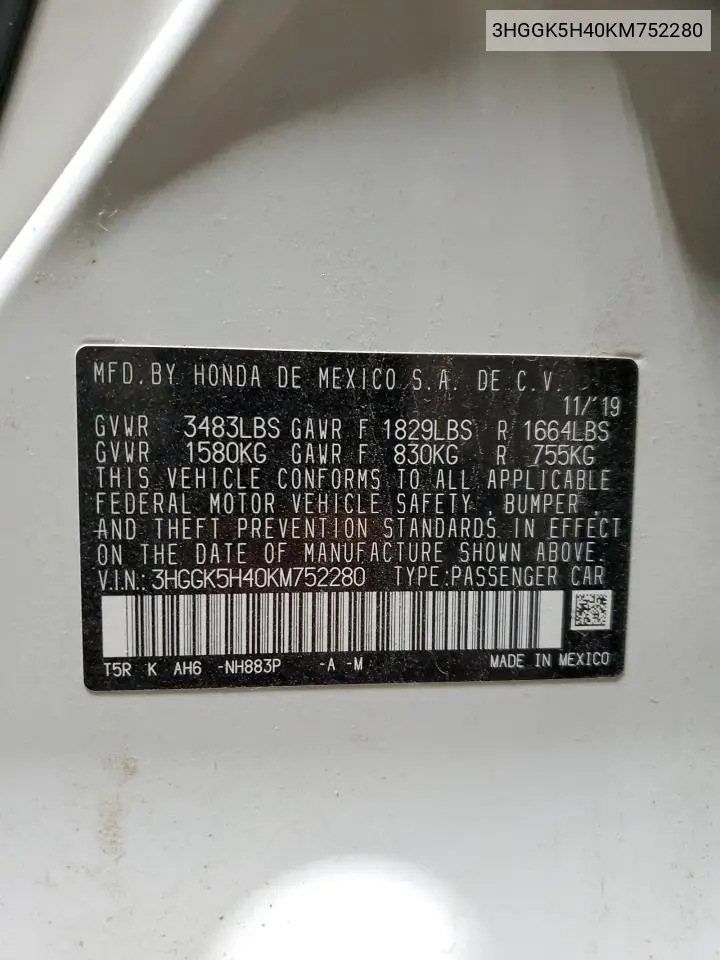 3HGGK5H40KM752280
MFD. BY HONDA DE MEXICO S.A. DE C.V.
11/19
GVWR 3483LBS GAWR F 1829LBS R 1664LBS
GVWR 1580KG GAWR F 830KG R 755KG
THIS VEHICLE CONFORMS TO ALL APPLICABLE
FEDERAL MOTOR VEHICLE SAFETY , BUMPER ,
AND THEFT PREVENTION STANDARDS IN EFFECT
ON THE DATE OF MANUFACTURE SHOWN ABOVE.
V.I.N.: 3HGGK5H40KM752280 TYPE:PASSENGER CAR
T5R K AH6 -NH883P -A -M MADE IN MEXICO